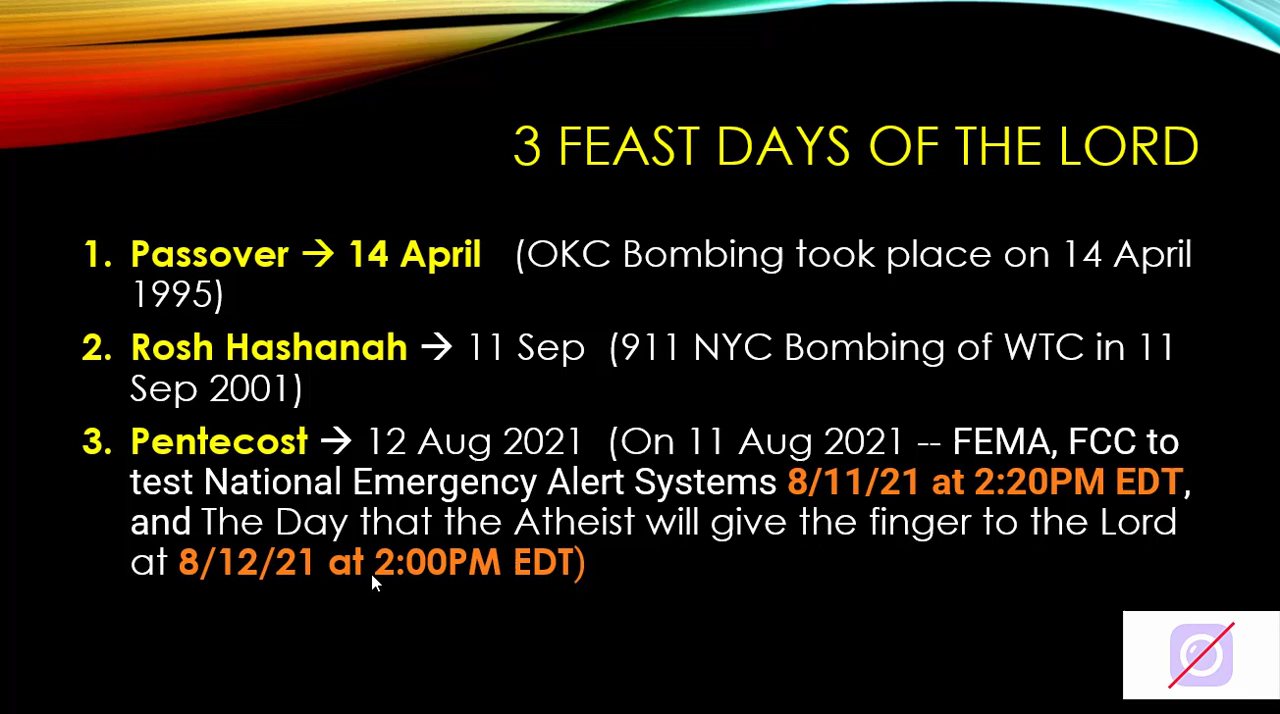 3 FEAST DAYS OF THE LORD
1. Passover → 14 April (OKC Bombing took place on 14 April
1995)
2. Rosh Hashanah → 11 Sep (911 NYC Bombing of WTC in 11
Sep 2001)
3. Pentecost → 12 Aug 2021 (On 11 Aug 2021 -- FEMA, FCC to
test National Emergency Alert Systems 8/11/21 at 2:20PM EDT,
and The Day that the Atheist will give the finger to the Lord
at 8/12/21 at 2:00PM EDT)